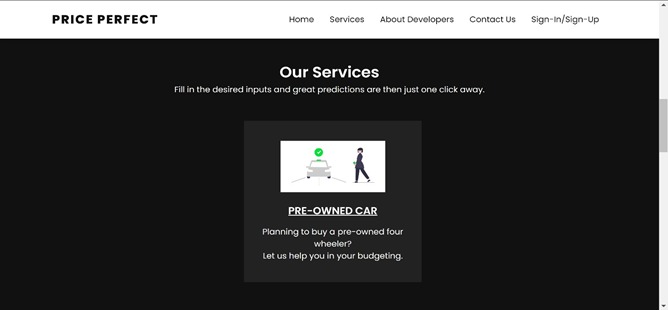 PRICE PERFECT
Home Services About Developers Contact Us Sign-In/Sign-Up
Our Services
Fill in the desired inputs and great predictions are then just one click away.
PRE-OWNED CAR
Planning to buy a pre-owned four
wheeler?
Let us help you in your budgeting.